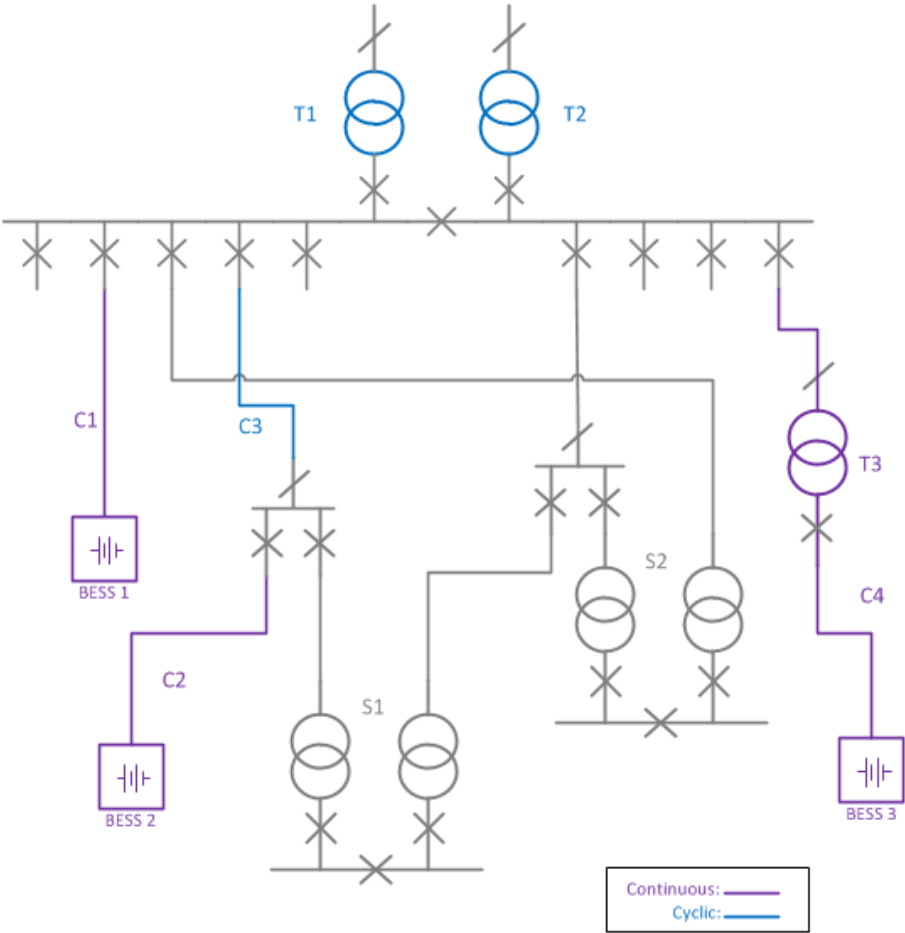 T1
T2
C1
C3
T3
S2
BESS 1
C4
C2
S1
BESS 2
BESS 3
Continuous:
Cyclic: